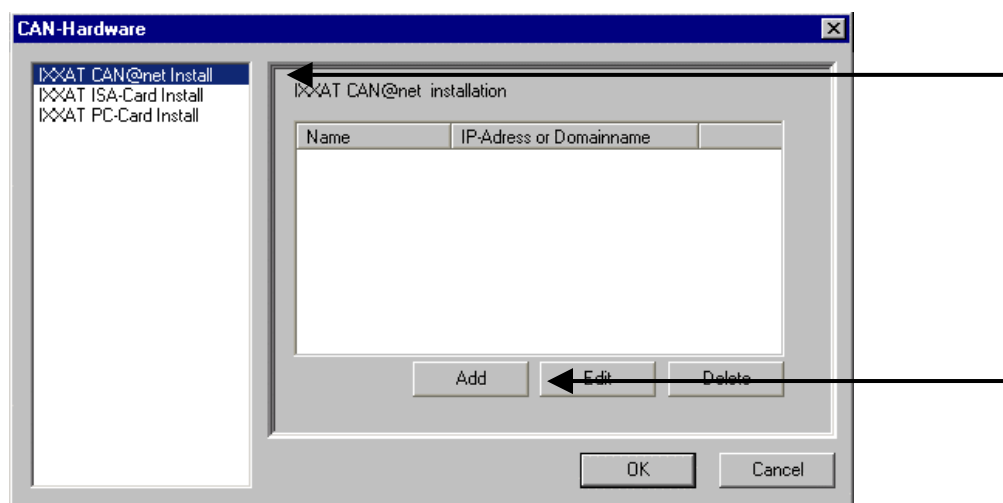 CAN-Hardware
IXXAT CAN@net Install
IXXAT ISA-Card Install
IXXAT PC-Card Install
IXXAT CAN@net installation
Name IP-Adress or Domainname
Add Edit Delete
OK Cancel